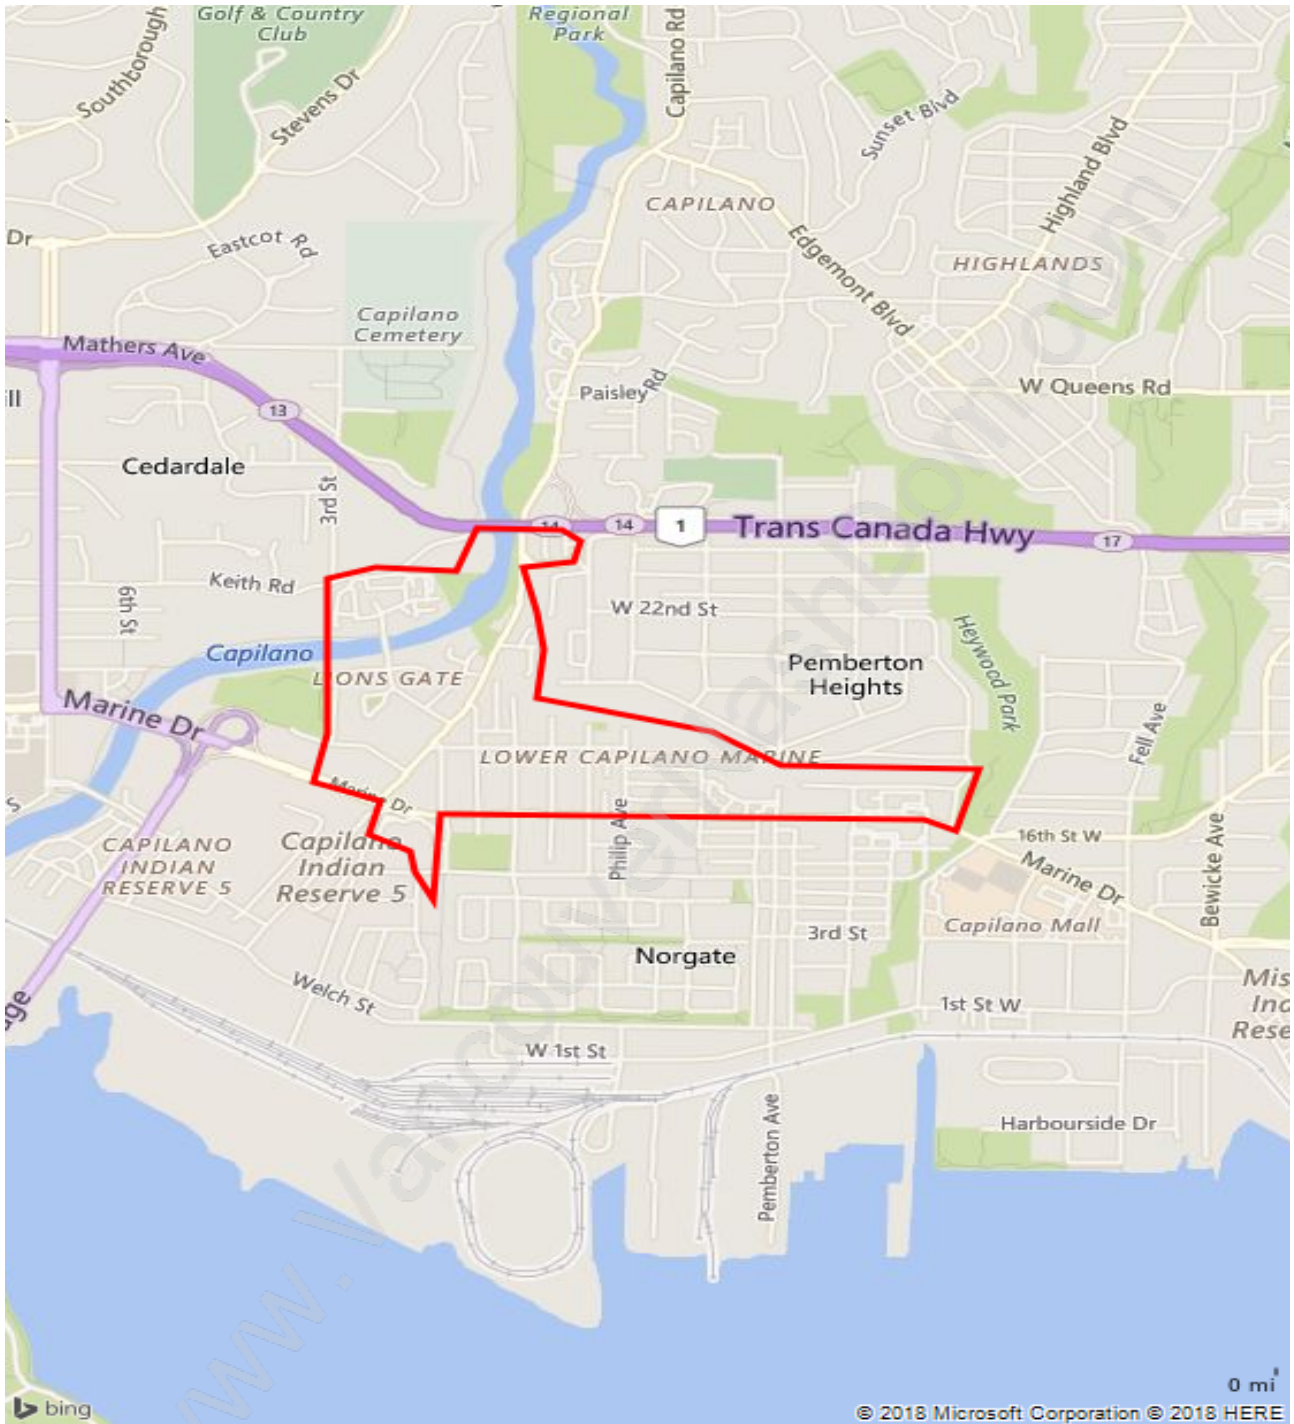 Golf & Country
Club
Regional
Park
Southborough
Stevens Dr
Capilano Rd
Sunset Blvd
Highland Blvd
CAPILANO
Dr
Eastcot Rd
Edgemont Blvd
HIGHLANDS
Capilano
Cemetery
Mathers Ave
Paisley Rd
W Queens Rd
ill
13
Cedardale
3rd St
14
14
1
Trans Canada Hwy
17
Keith Rd
6th St
W 22nd St
Heywood Park
Capilano
LIONS GATE
Pemberton
Heights
Marine Dr
Fell Ave
LOWER CAPILANO MARINE
Marine Dr
S
Philip Ave
CAPILANO
INDIAN
RESERVE 5
Capilano
Indian
Reserve 5
16th St W
Marine Dr
Bewicke Ave
Capilano Mall
3rd St
Norgate
Welch St
Mis
Ind
Rese
1st St W
age
W 1st St
Pemberton Ave
Harbourside Dr
0 mi
bing
© 2018 Microsoft Corporation © 2018 HERE